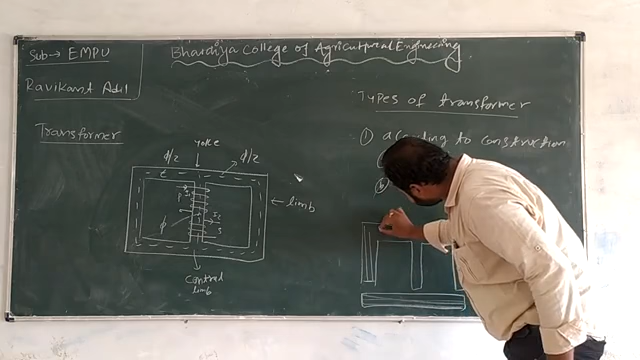 Sub → EMPU
Bhartiya College of Agricultural Engineering
Ravikant Adil
Types of transformer
Transformer
① according to construction
yoke
ϕ/2
ϕ/2
limb
ϕ
P
S
Central
limb